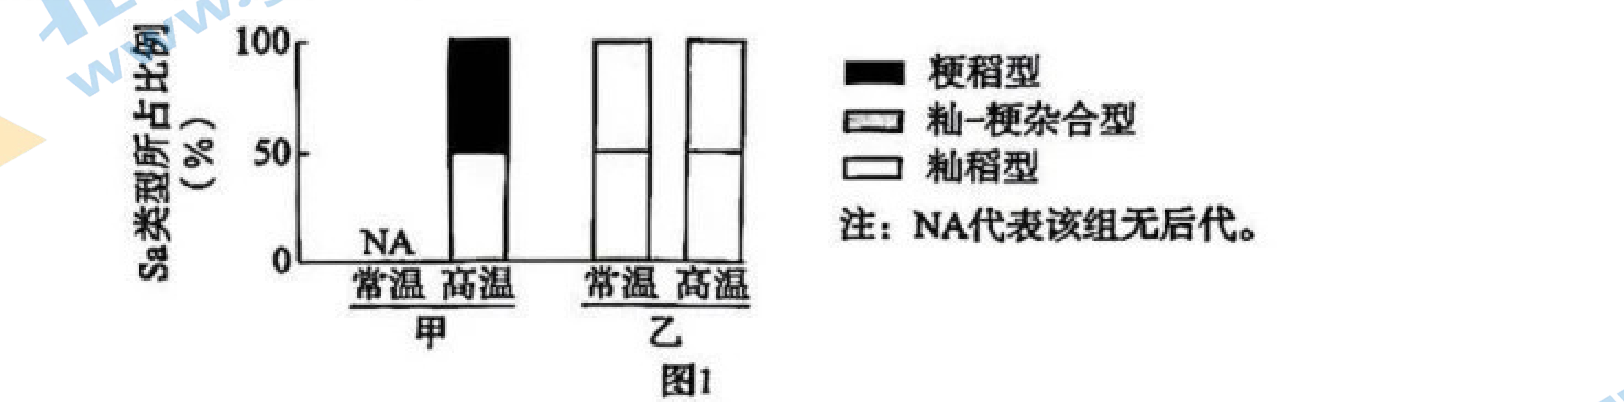 Sa类型所占比例
(%)
100
50
0
NA
常温 高温 常温 高温
甲 乙
图1
粳稻型
籼-粳杂合型
籼稻型
注：NA代表该组无后代。
www